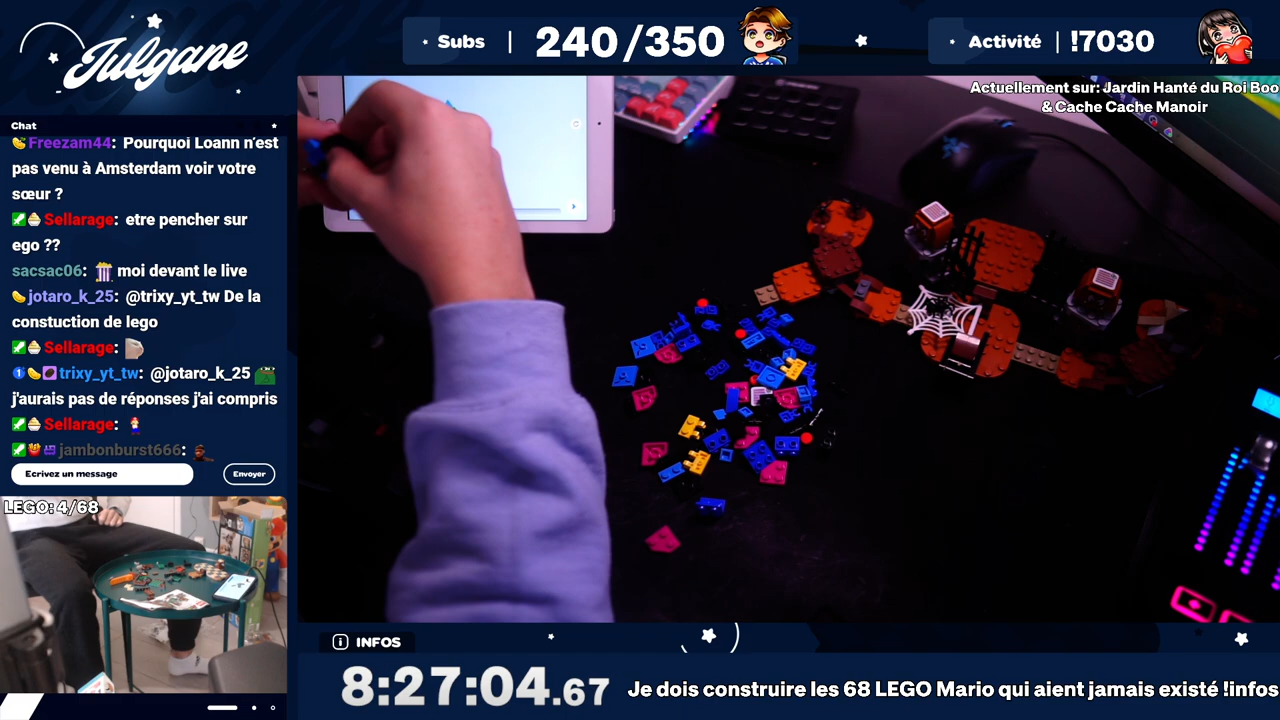 Julgane
Subs | 240/350
Activité | !7030
Actuellement sur: Jardin Hanté du Roi Boo
& Cache Cache Manoir
Chat
Freezam44: Pourquoi Loann n'est
pas venu à Amsterdam voir votre
sœur ?
Sellarage: etre pencher sur
ego ??
sacsac06: moi devant le live
jotaro_k_25: @trixy_yt_tw De la
constuction de lego
Sellarage:
trixy_yt_tw: @jotaro_k_25
j'aurais pas de réponses j'ai compris
Sellarage:
jambonburst666:
Ecrivez un message
Envoyer
LEGO: 4/68
INFOS
8:27:04.67
Je dois construire les 68 LEGO Mario qui aient jamais existé !infos